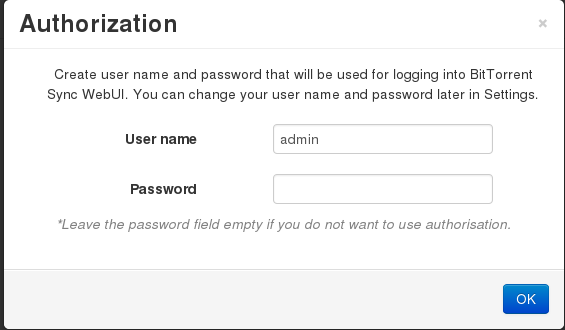 Authorization
×
Create user name and password that will be used for logging into BitTorrent
Sync WebUI. You can change your user name and password later in Settings.
User name
admin
Password
*Leave the password field empty if you do not want to use authorisation.
OK